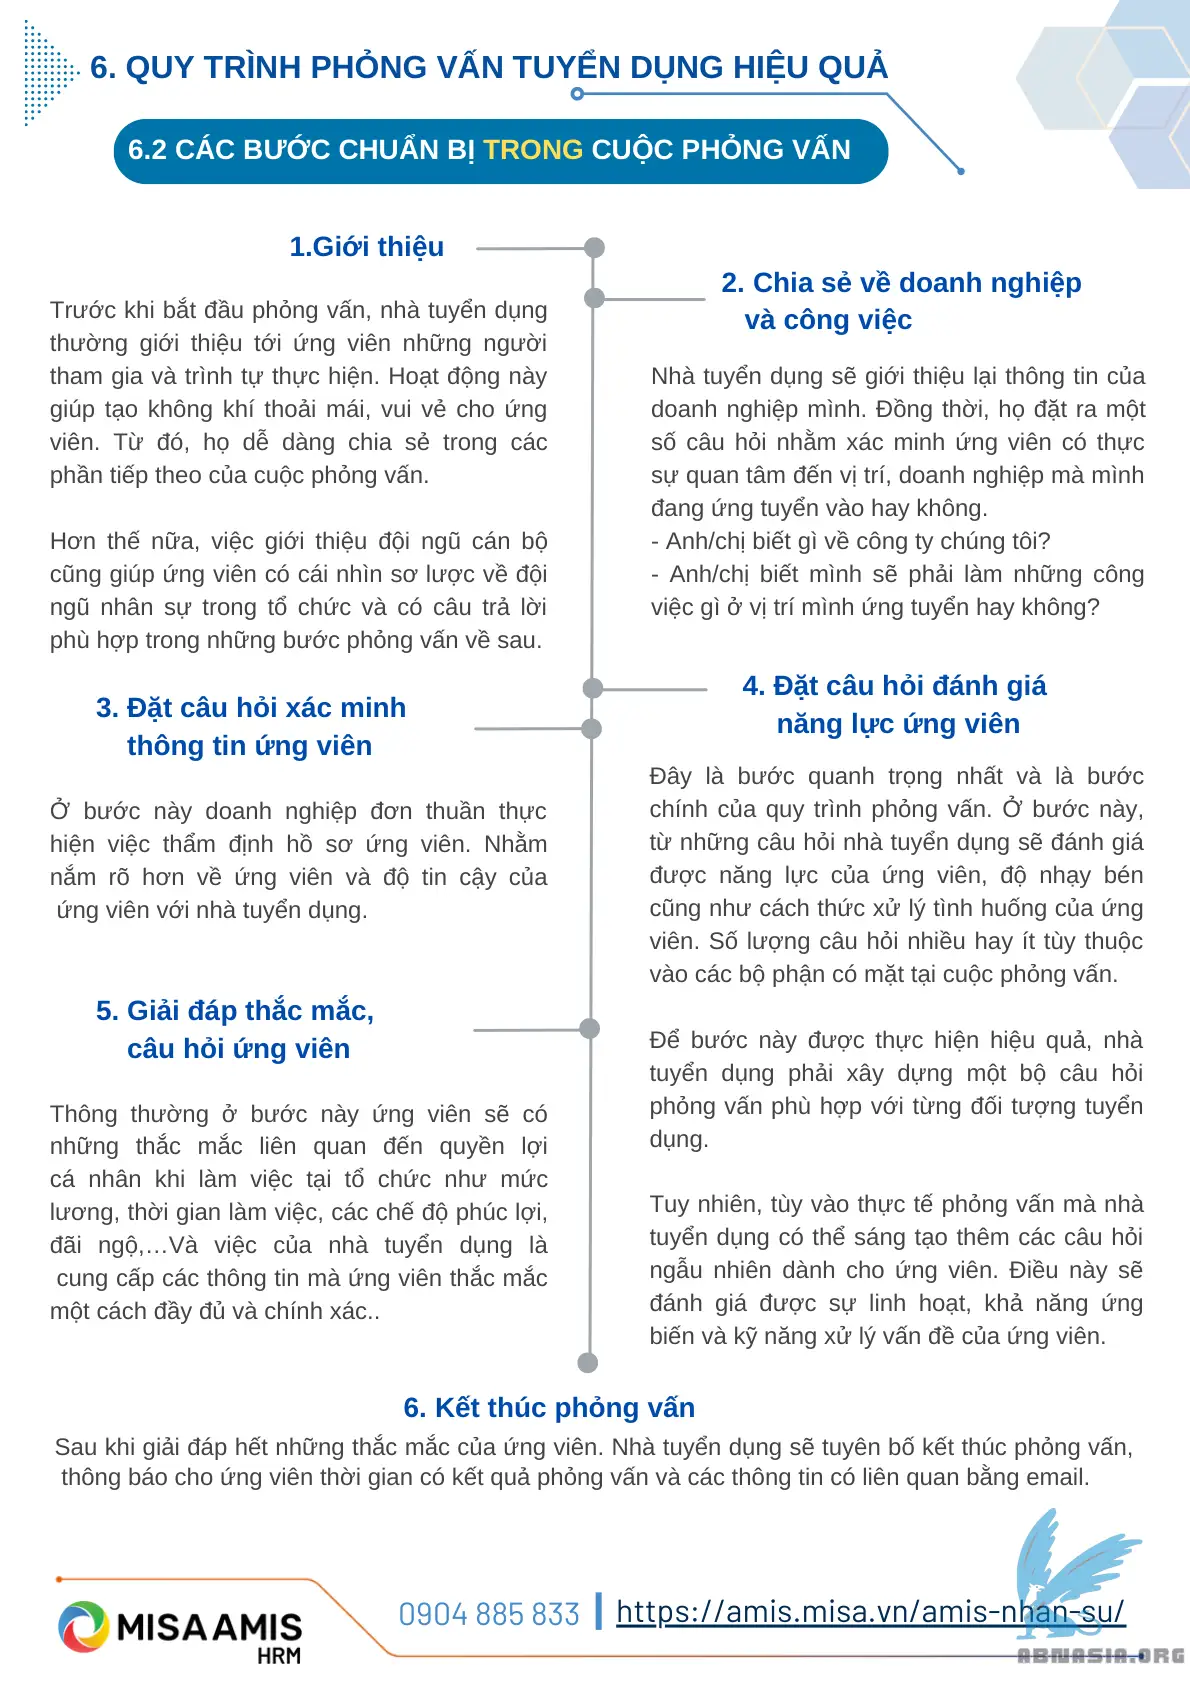 6. QUY TRÌNH PHỎNG VẤN TUYỂN DỤNG HIỆU QUẢ
6.2 CÁC BƯỚC CHUẨN BỊ TRONG CUỘC PHỎNG VẤN
1.Giới thiệu
Trước khi bắt đầu phỏng vấn, nhà tuyển dụng
thường giới thiệu tới ứng viên những người
tham gia và trình tự thực hiện. Hoạt động này
giúp tạo không khí thoải mái, vui vẻ cho ứng
viên. Từ đó, họ dễ dàng chia sẻ trong các
phần tiếp theo của cuộc phỏng vấn.
Hơn thế nữa, việc giới thiệu đội ngũ cán bộ
cũng giúp ứng viên có cái nhìn sơ lược về đội
ngũ nhân sự trong tổ chức và có câu trả lời
phù hợp trong những bước phỏng vấn về sau.
2. Chia sẻ về doanh nghiệp
và công việc
Nhà tuyển dụng sẽ giới thiệu lại thông tin của
doanh nghiệp mình. Đồng thời, họ đặt ra một
số câu hỏi nhằm xác minh ứng viên có thực
sự quan tâm đến vị trí, doanh nghiệp mà mình
đang ứng tuyển vào hay không.
- Anh/chị biết gì về công ty chúng tôi?
- Anh/chị biết mình sẽ phải làm những công
việc gì ở vị trí mình ứng tuyển hay không?
3. Đặt câu hỏi xác minh
thông tin ứng viên
Ở bước này doanh nghiệp đơn thuần thực
hiện việc thẩm định hồ sơ ứng viên. Nhằm
nắm rõ hơn về ứng viên và độ tin cậy của
ứng viên với nhà tuyển dụng.
4. Đặt câu hỏi đánh giá
năng lực ứng viên
Đây là bước quanh trọng nhất và là bước
chính của quy trình phỏng vấn. Ở bước này,
từ những câu hỏi nhà tuyển dụng sẽ đánh giá
được năng lực của ứng viên, độ nhạy bén
cũng như cách thức xử lý tình huống của ứng
viên. Số lượng câu hỏi nhiều hay ít tùy thuộc
vào các bộ phận có mặt tại cuộc phỏng vấn.
Để bước này được thực hiện hiệu quả, nhà
tuyển dụng phải xây dựng một bộ câu hỏi
phỏng vấn phù hợp với từng đối tượng tuyển
dụng.
Tuy nhiên, tùy vào thực tế phỏng vấn mà nhà
tuyển dụng có thể sáng tạo thêm các câu hỏi
ngẫu nhiên dành cho ứng viên. Điều này sẽ
đánh giá được sự linh hoạt, khả năng ứng
biến và kỹ năng xử lý vấn đề của ứng viên.
5. Giải đáp thắc mắc,
câu hỏi ứng viên
Thông thường ở bước này ứng viên sẽ có
những thắc mắc liên quan đến quyền lợi
cá nhân khi làm việc tại tổ chức như mức
lương, thời gian làm việc, các chế độ phúc lợi,
đãi ngộ,…Và việc của nhà tuyển dụng là
cung cấp các thông tin mà ứng viên thắc mắc
một cách đầy đủ và chính xác..
6. Kết thúc phỏng vấn
Sau khi giải đáp hết những thắc mắc của ứng viên. Nhà tuyển dụng sẽ tuyên bố kết thúc phỏng vấn,
thông báo cho ứng viên thời gian có kết quả phỏng vấn và các thông tin có liên quan bằng email.
MISA AMIS
HRM
0904 885 833
https://amis.misa.vn/amis-nhan-su/
ABNASIA.ORG